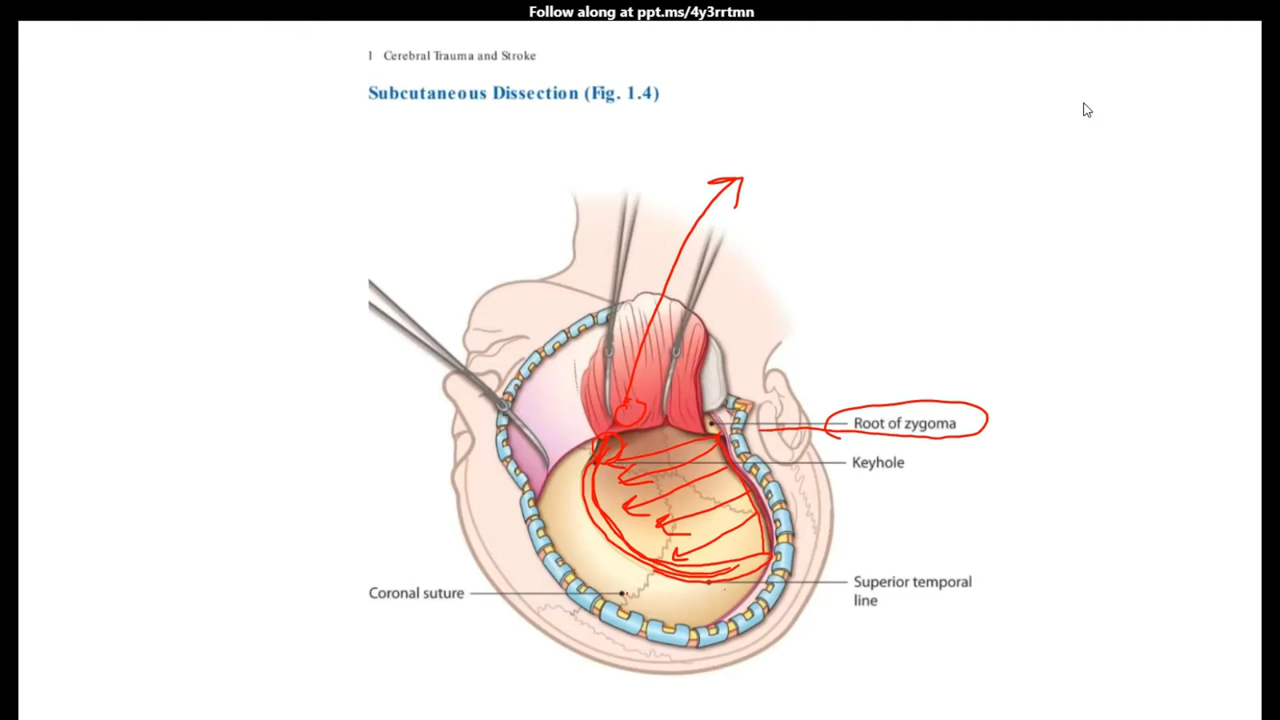 Follow along at ppt.ms/4y3rrtmn
1 Cerebral Trauma and Stroke
Subcutaneous Dissection (Fig. 1.4)
Root of zygoma
Keyhole
Coronal suture
Superior temporal
line